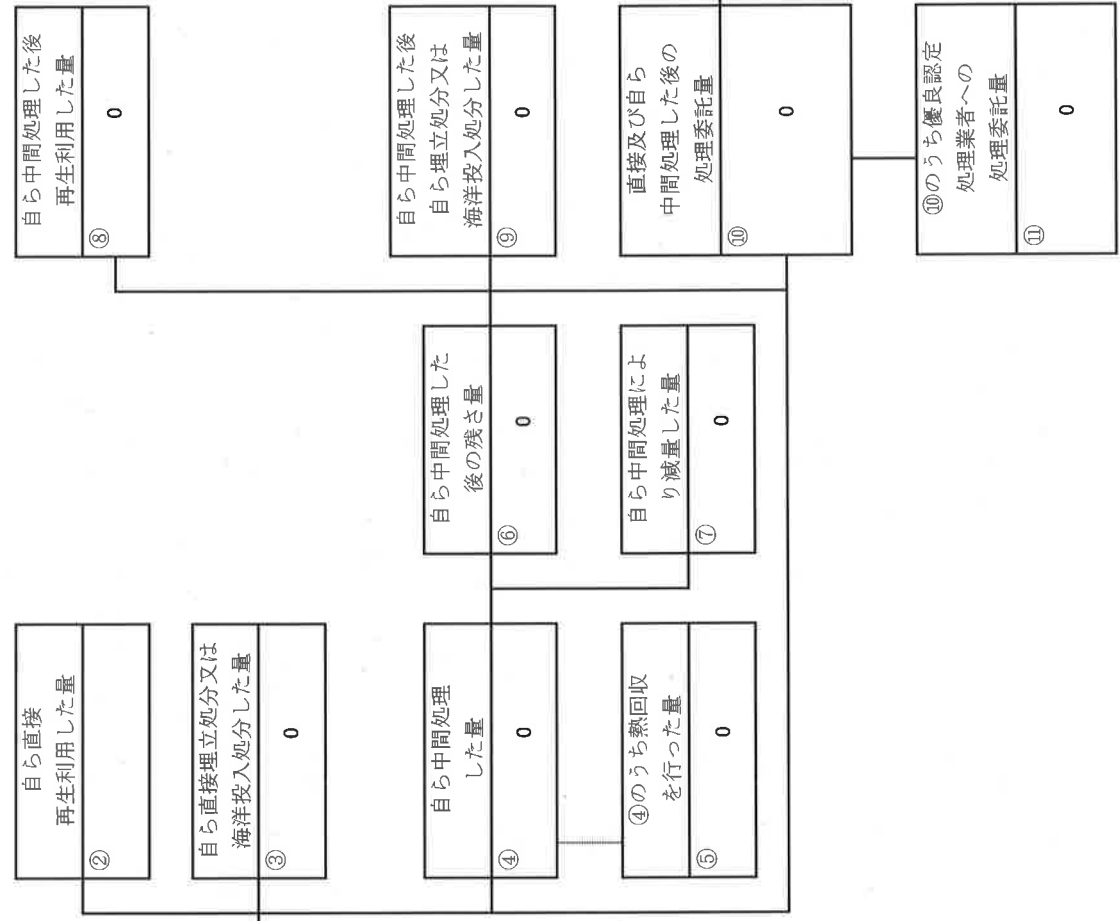 自ら直接
再生利用した量
②
自ら直接埋立処分又は
海洋投入処分した量
③
0
自ら中間処理
した量
④
0
④のうち熱回収
を行った量
⑤
0
自ら中間処理した
後の残さ量
⑥
0
自ら中間処理によ
り減量した量
⑦
0
自ら中間処理した後
再生利用した量
⑧
0
自ら中間処理した後
自ら埋立処分又は
海洋投入処分した量
⑨
0
直接及び自ら
中間処理した後の
処理委託量
⑩
0
⑩のうち優良認定
処理業者への
処理委託量
⑪
0